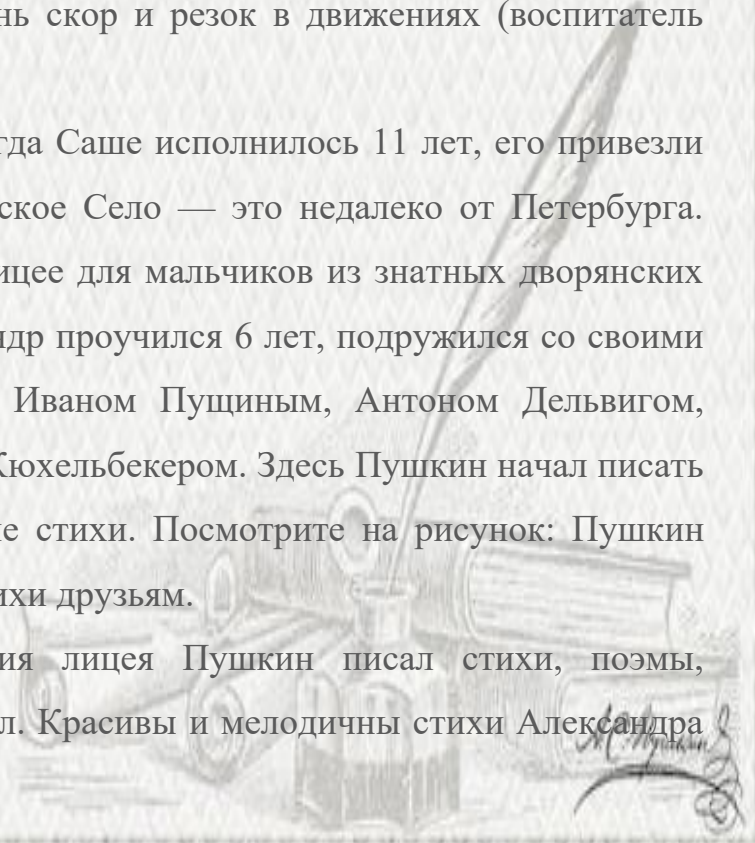 нь скор и резок в движениях (воспитатель
гда Саше исполнилось 11 лет, его привезли
ское Село — это недалеко от Петербурга.
ицее для мальчиков из знатных дворянских
ндр проучился 6 лет, подружился со своими
Иваном Пущиным, Антоном Дельвигом,
Кюхельбекером. Здесь Пушкин начал писать
е стихи. Посмотрите на рисунок: Пушкин
ихи друзьям.
ия лицея Пушкин писал стихи, поэмы,
л. Красивы и мелодичны стихи Александра